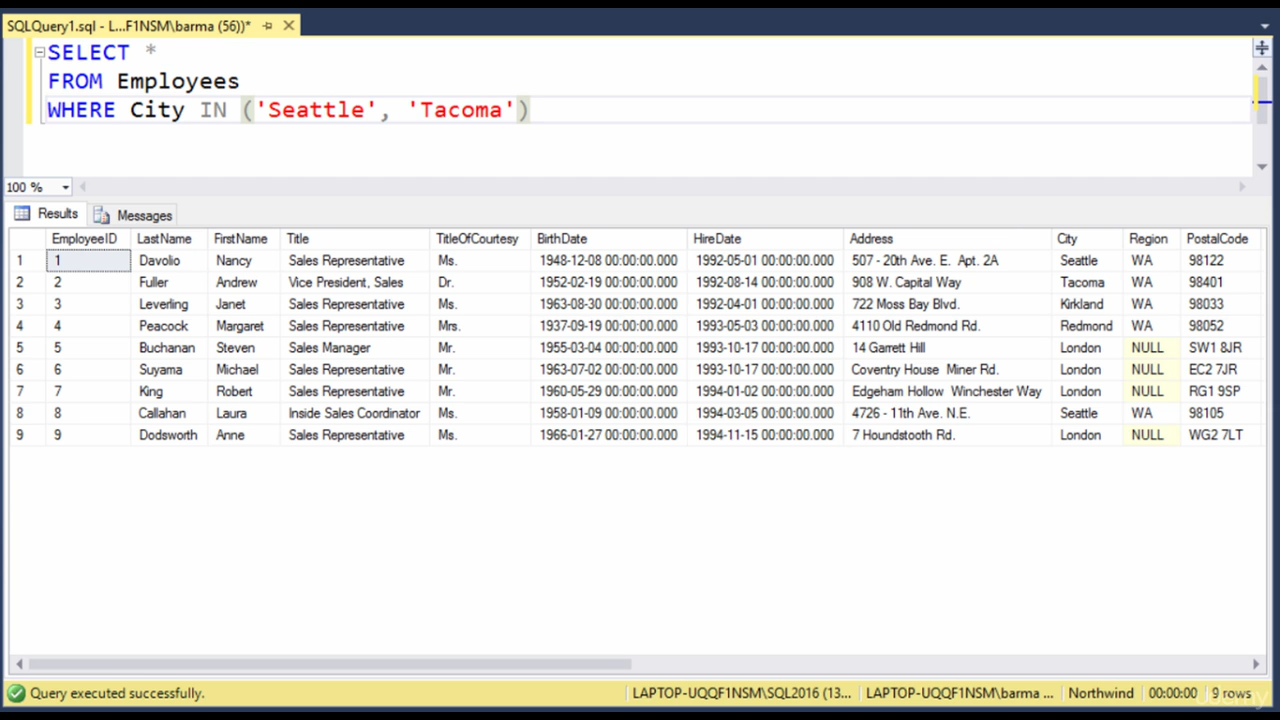 SQLQuery1.sql - L...F1NSM\barma (56))*
SELECT *
FROM Employees
WHERE City IN ('Seattle', 'Tacoma')
100 %
Results Messages
EmployeeID LastName FirstName Title TitleOfCourtesy BirthDate HireDate Address City Region PostalCode
1 1 Davolio Nancy Sales Representative Ms. 1948-12-08 00:00:00.000 1992-05-01 00:00:00.000 507 - 20th Ave. E. Apt. 2A Seattle WA 98122
2 2 Fuller Andrew Vice President, Sales Dr. 1952-02-19 00:00:00.000 1992-08-14 00:00:00.000 908 W. Capital Way Tacoma WA 98401
3 3 Leverling Janet Sales Representative Ms. 1963-08-30 00:00:00.000 1992-04-01 00:00:00.000 722 Moss Bay Blvd. Kirkland WA 98033
4 4 Peacock Margaret Sales Representative Mrs. 1937-09-19 00:00:00.000 1993-05-03 00:00:00.000 4110 Old Redmond Rd. Redmond WA 98052
5 5 Buchanan Steven Sales Manager Mr. 1955-03-04 00:00:00.000 1993-10-17 00:00:00.000 14 Garrett Hill London NULL SW1 8JR
6 6 Suyama Michael Sales Representative Mr. 1963-07-02 00:00:00.000 1993-10-17 00:00:00.000 Coventry House Miner Rd. London NULL EC2 7JR
7 7 King Robert Sales Representative Mr. 1960-05-29 00:00:00.000 1994-01-02 00:00:00.000 Edgeham Hollow Winchester Way London NULL RG1 9SP
8 8 Callahan Laura Inside Sales Coordinator Ms. 1958-01-09 00:00:00.000 1994-03-05 00:00:00.000 4726 - 11th Ave. N.E. Seattle WA 98105
9 9 Dodsworth Anne Sales Representative Ms. 1966-01-27 00:00:00.000 1994-11-15 00:00:00.000 7 Houndstooth Rd. London NULL WG2 7LT
Query executed successfully. LAPTOP-UQQF1NSM\SQL2016 (13... LAPTOP-UQQF1NSM\barma ... Northwind 00:00:00 9 rows